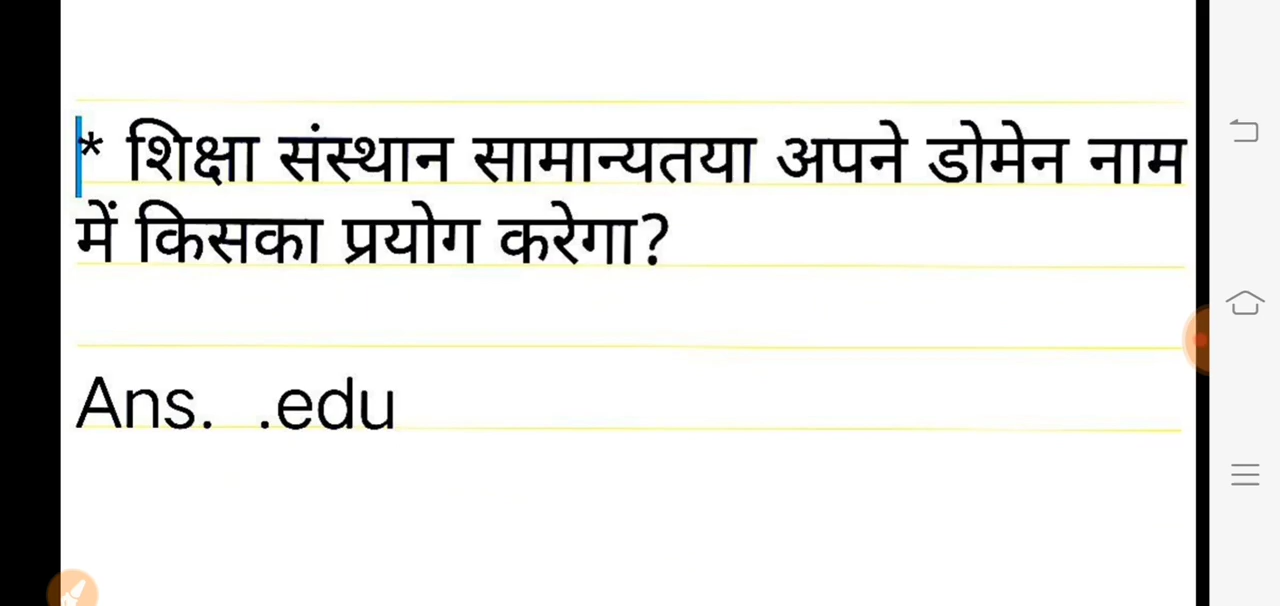 * शिक्षा संस्थान सामान्यतया अपने डोमेन नाम
में किसका प्रयोग करेगा?
Ans. .edu